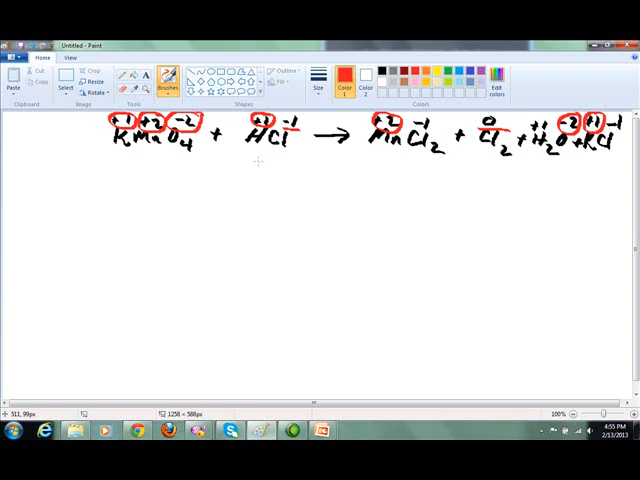 Untitled - Paint
Home View
Paste Cut Copy Clipboard
Select Crop Resize Rotate Image
Tools
Brushes
Outline Fill Shapes
Size
Color 1 Color 2 Edit colors Colors
+1 +2 -2 +1 -1 +2 -1 0 +1 -2 +1 -1
KMnO4 + HCl → MnCl2 + Cl2 + H2O + KCl
511, 99px 1258 × 588px 100%
4:55 PM
2/13/2013